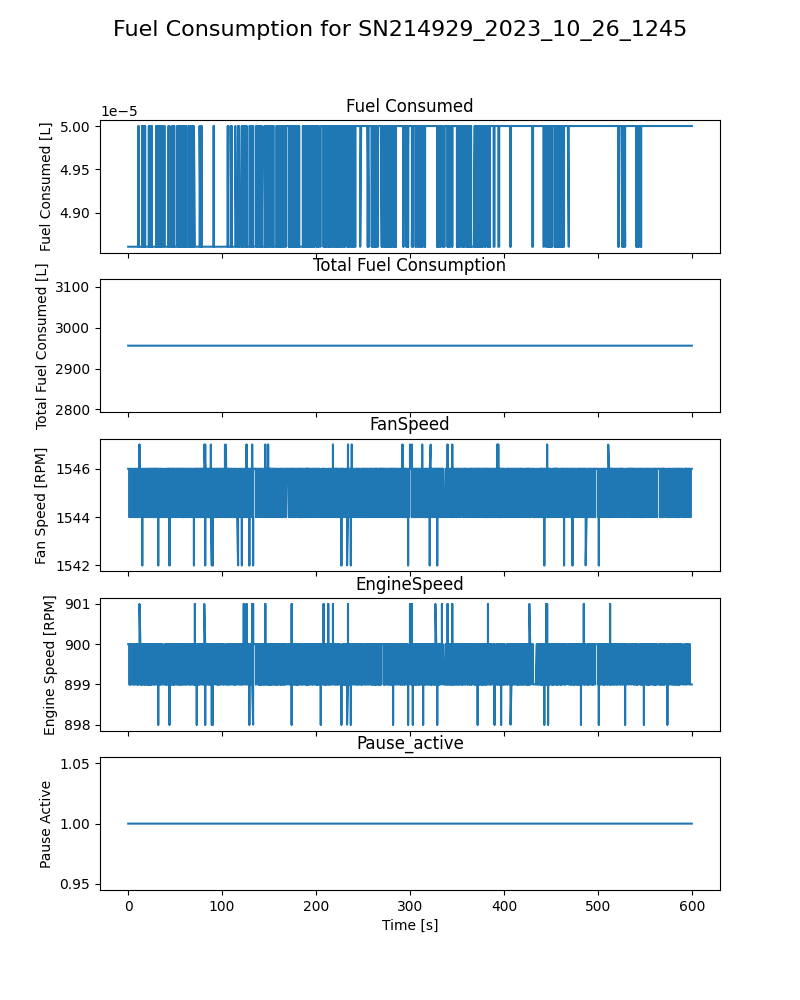 Fuel Consumption for SN214929_2023_10_26_1245
1e−5
Fuel Consumed
Fuel Consumed [L]
5.00
4.95
4.90
Total Fuel Consumption
Total Fuel Consumed [L]
3100
3000
2900
2800
FanSpeed
Fan Speed [RPM]
1546
1544
1542
EngineSpeed
Engine Speed [RPM]
901
900
899
898
Pause_active
Pause Active
1.05
1.00
0.95
0 100 200 300 400 500 600
Time [s]